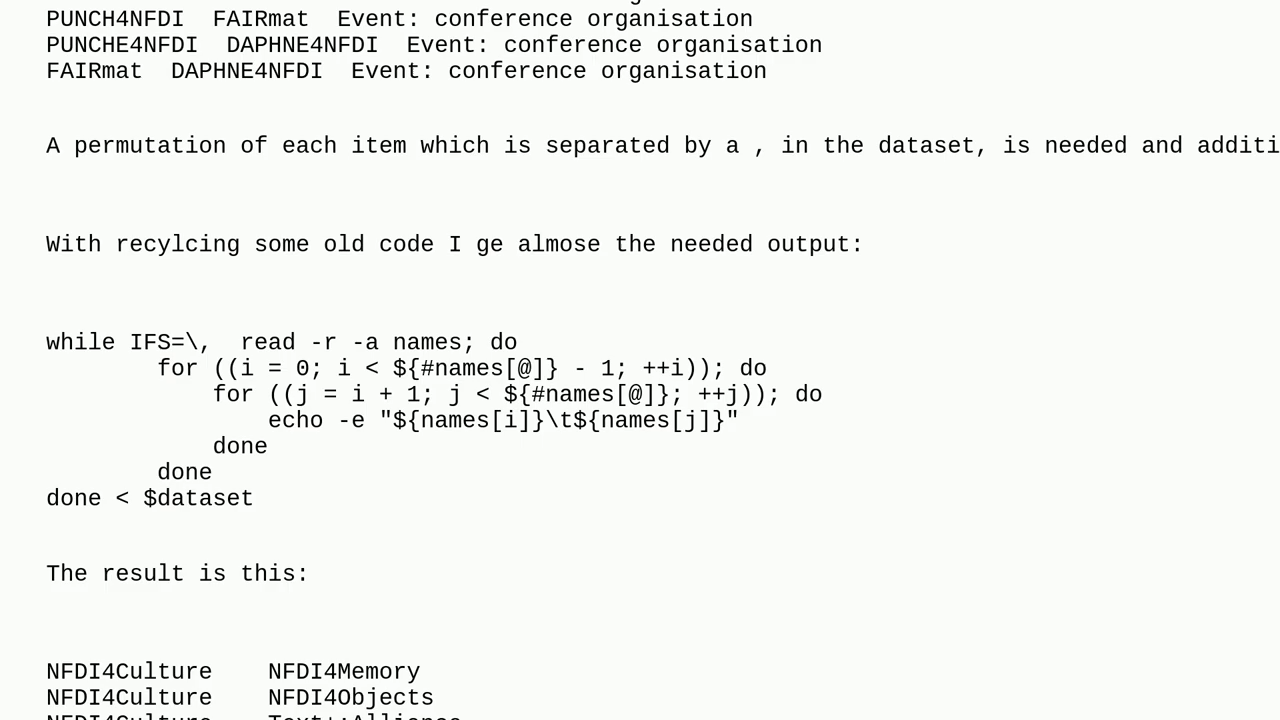 PUNCH4NFDI  FAIRmat  Event: conference organisation
PUNCHE4NFDI  DAPHNE4NFDI  Event: conference organisation
FAIRmat  DAPHNE4NFDI  Event: conference organisation
A permutation of each item which is separated by a , in the dataset, is needed and additi
With recylcing some old code I ge almose the needed output:
while IFS=\,  read -r -a names; do
        for ((i = 0; i < ${#names[@]} - 1; ++i)); do
            for ((j = i + 1; j < ${#names[@]}; ++j)); do
                echo -e "${names[i]}\t${names[j]}"
            done
        done
done < $dataset
The result is this:
NFDI4Culture    NFDI4Memory
NFDI4Culture    NFDI4Objects
NFDI4Culture    Text+:Alliance